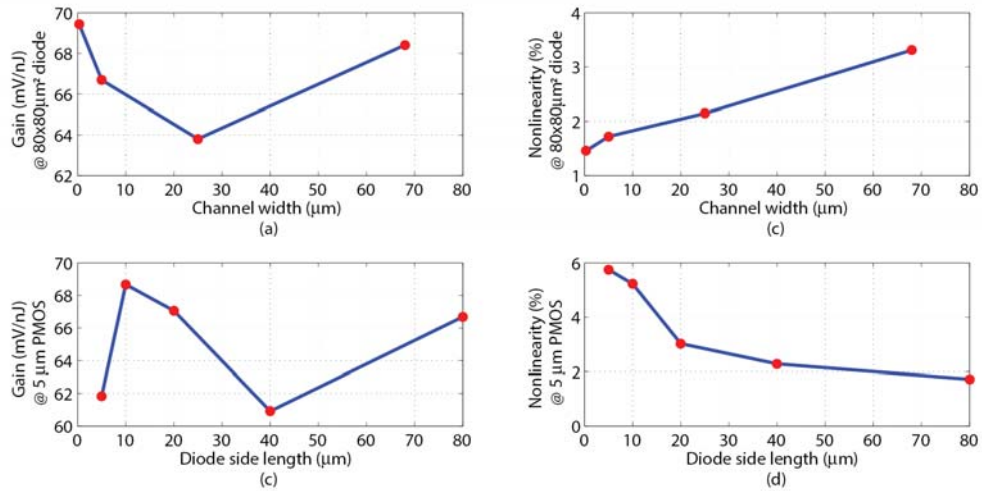 70
68
66
64
62
Gain (mV/nJ)
@ 80x80µm² diode
0 10 20 30 40 50 60 70 80
Channel width (µm)
(a)
4
3
2
1
Nonlinearity (%)
@ 80x80µm² diode
0 10 20 30 40 50 60 70 80
Channel width (µm)
(c)
70
68
66
64
62
60
Gain (mV/nJ)
@ 5 µm PMOS
0 10 20 30 40 50 60 70 80
Diode side length (µm)
(c)
6
4
2
0
Nonlinearity (%)
@ 5 µm PMOS
0 10 20 30 40 50 60 70 80
Diode side length (µm)
(d)